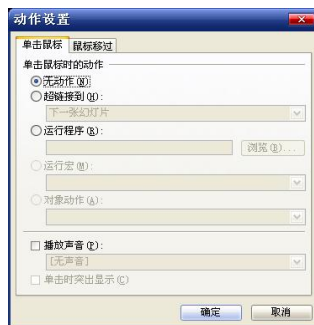 动作设置
单击鼠标 鼠标移过
单击鼠标时的动作
无动作(N)
超链接到(H):
下一张幻灯片
运行程序(R):
浏览(B)...
运行宏(M):
对象动作(A):
播放声音(P):
[无声音]
单击时突出显示(C)
确定 取消